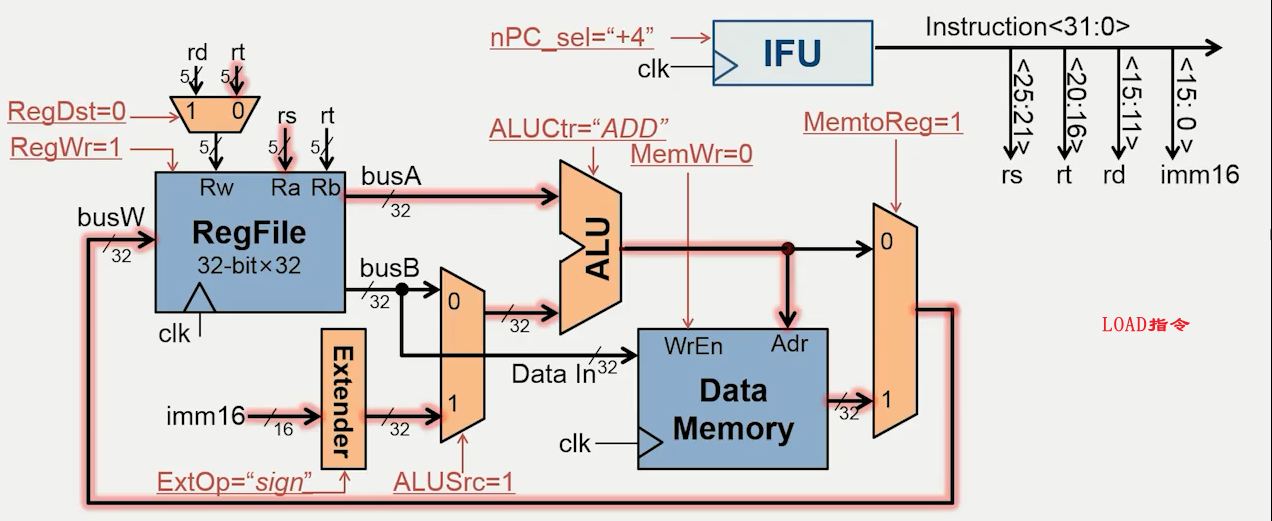 nPC_sel=“+4”
clk
IFU
Instruction<31:0>
<25:21>
<20:16>
<15:11>
<15: 0 >
rs
rt
rd
imm16
rd
rt
5
5
1
0
RegDst=0
RegWr=1
rs
rt
5
5
5
Rw
Ra
Rb
RegFile
32-bit×32
clk
busW
32
busA
32
busB
32
ALUCtr=“ADD”
MemWr=0
MemtoReg=1
ALU
0
1
32
Data In
32
imm16
16
Extender
32
ExtOp=“sign”
ALUSrc=1
WrEn
Adr
Data
Memory
clk
32
0
1
LOAD指令